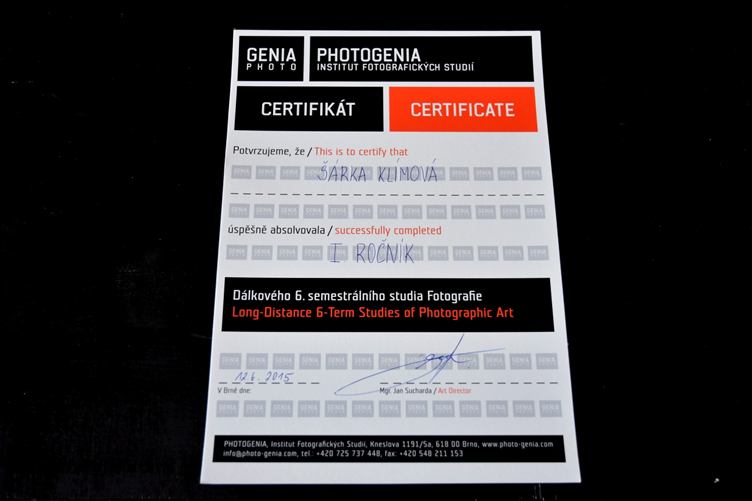 GENIA PHOTOGENIA
PHOTO INSTITUT FOTOGRAFICKÝCH STUDIÍ
CERTIFIKÁT CERTIFICATE
Potvrzujeme, že / This is to certify that
ŠÁRKA KLÍMOVÁ
úspěšně absolvovala / successfully completed
I ROČNÍK
Dálkového 6. semestrálního studia Fotografie
Long-Distance 6-Term Studies of Photographic Art
12.6. 2015
V Brně dne: Mgr. Jan Sucharda / Art Director
PHOTOGENIA, Institut Fotografických Studií, Kneslova 1191/5a, 618 00 Brno, www.photo-genia.com
info@photo-genia.com, tel.: +420 725 737 448, fax: +420 548 211 153